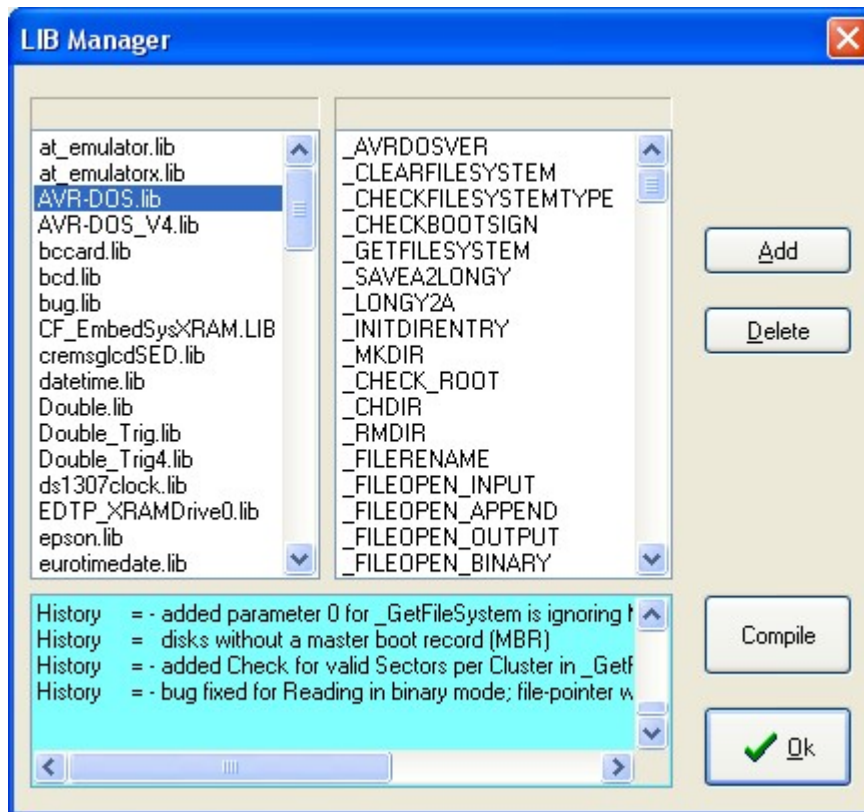 LIB Manager
at_emulator.lib
at_emulatorx.lib
AVR-DOS.lib
AVR-DOS_V4.lib
bccard.lib
bcd.lib
bug.lib
CF_EmbedSysXRAM.LIB
cremsglcdSED.lib
datetime.lib
Double.lib
Double_Trig.lib
Double_Trig4.lib
ds1307clock.lib
EDTP_XRAMDrive0.lib
epson.lib
eurotimedate.lib
_AVRDOSVER
_CLEARFILESYSTEM
_CHECKFILESYSTEMTYPE
_CHECKBOOTSIGN
_GETFILESYSTEM
_SAVEA2LONGY
_LONGY2A
_INITDIRENTRY
_MKDIR
_CHECK_ROOT
_CHDIR
_RMDIR
_FILERENAME
_FILEOPEN_INPUT
_FILEOPEN_APPEND
_FILEOPEN_OUTPUT
_FILEOPEN_BINARY
Add
Delete
History = - added parameter 0 for _GetFileSystem is ignoring
History = disks without a master boot record (MBR)
History = - added Check for valid Sectors per Cluster in _GetF
History = - bug fixed for Reading in binary mode; file-pointer w
Compile
Ok